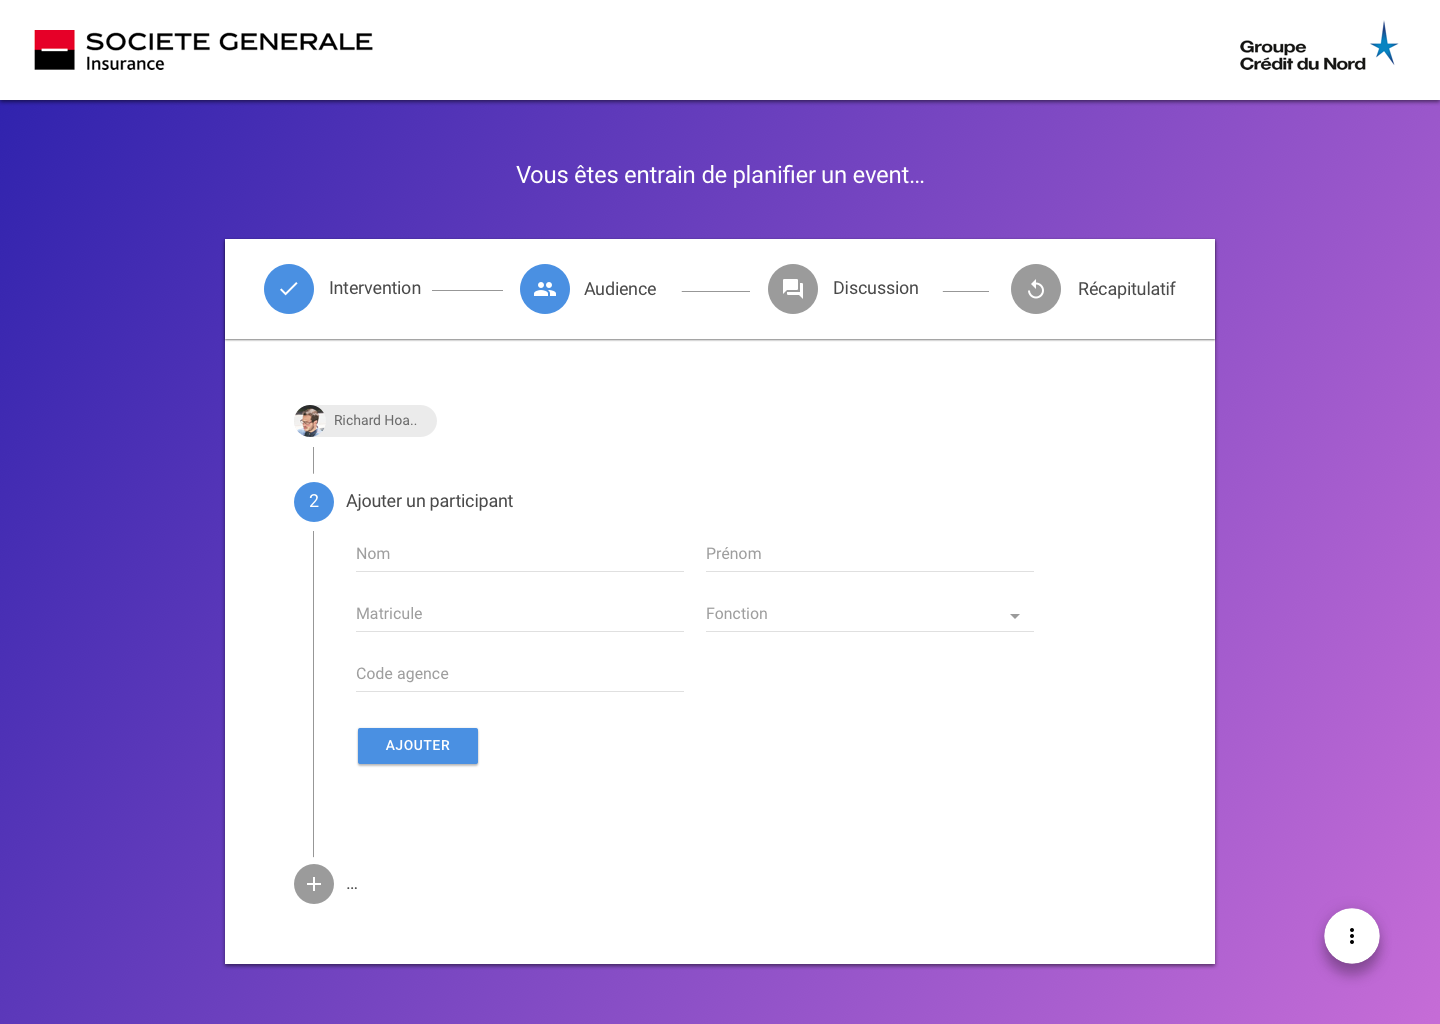 SOCIETE GENERALE
Insurance
Groupe
Crédit du Nord
Vous êtes entrain de planifier un event...
Intervention
Audience
Discussion
Récapitulatif
Richard Hoa..
2 Ajouter un participant
Nom
Prénom
Matricule
Fonction
Code agence
AJOUTER
...